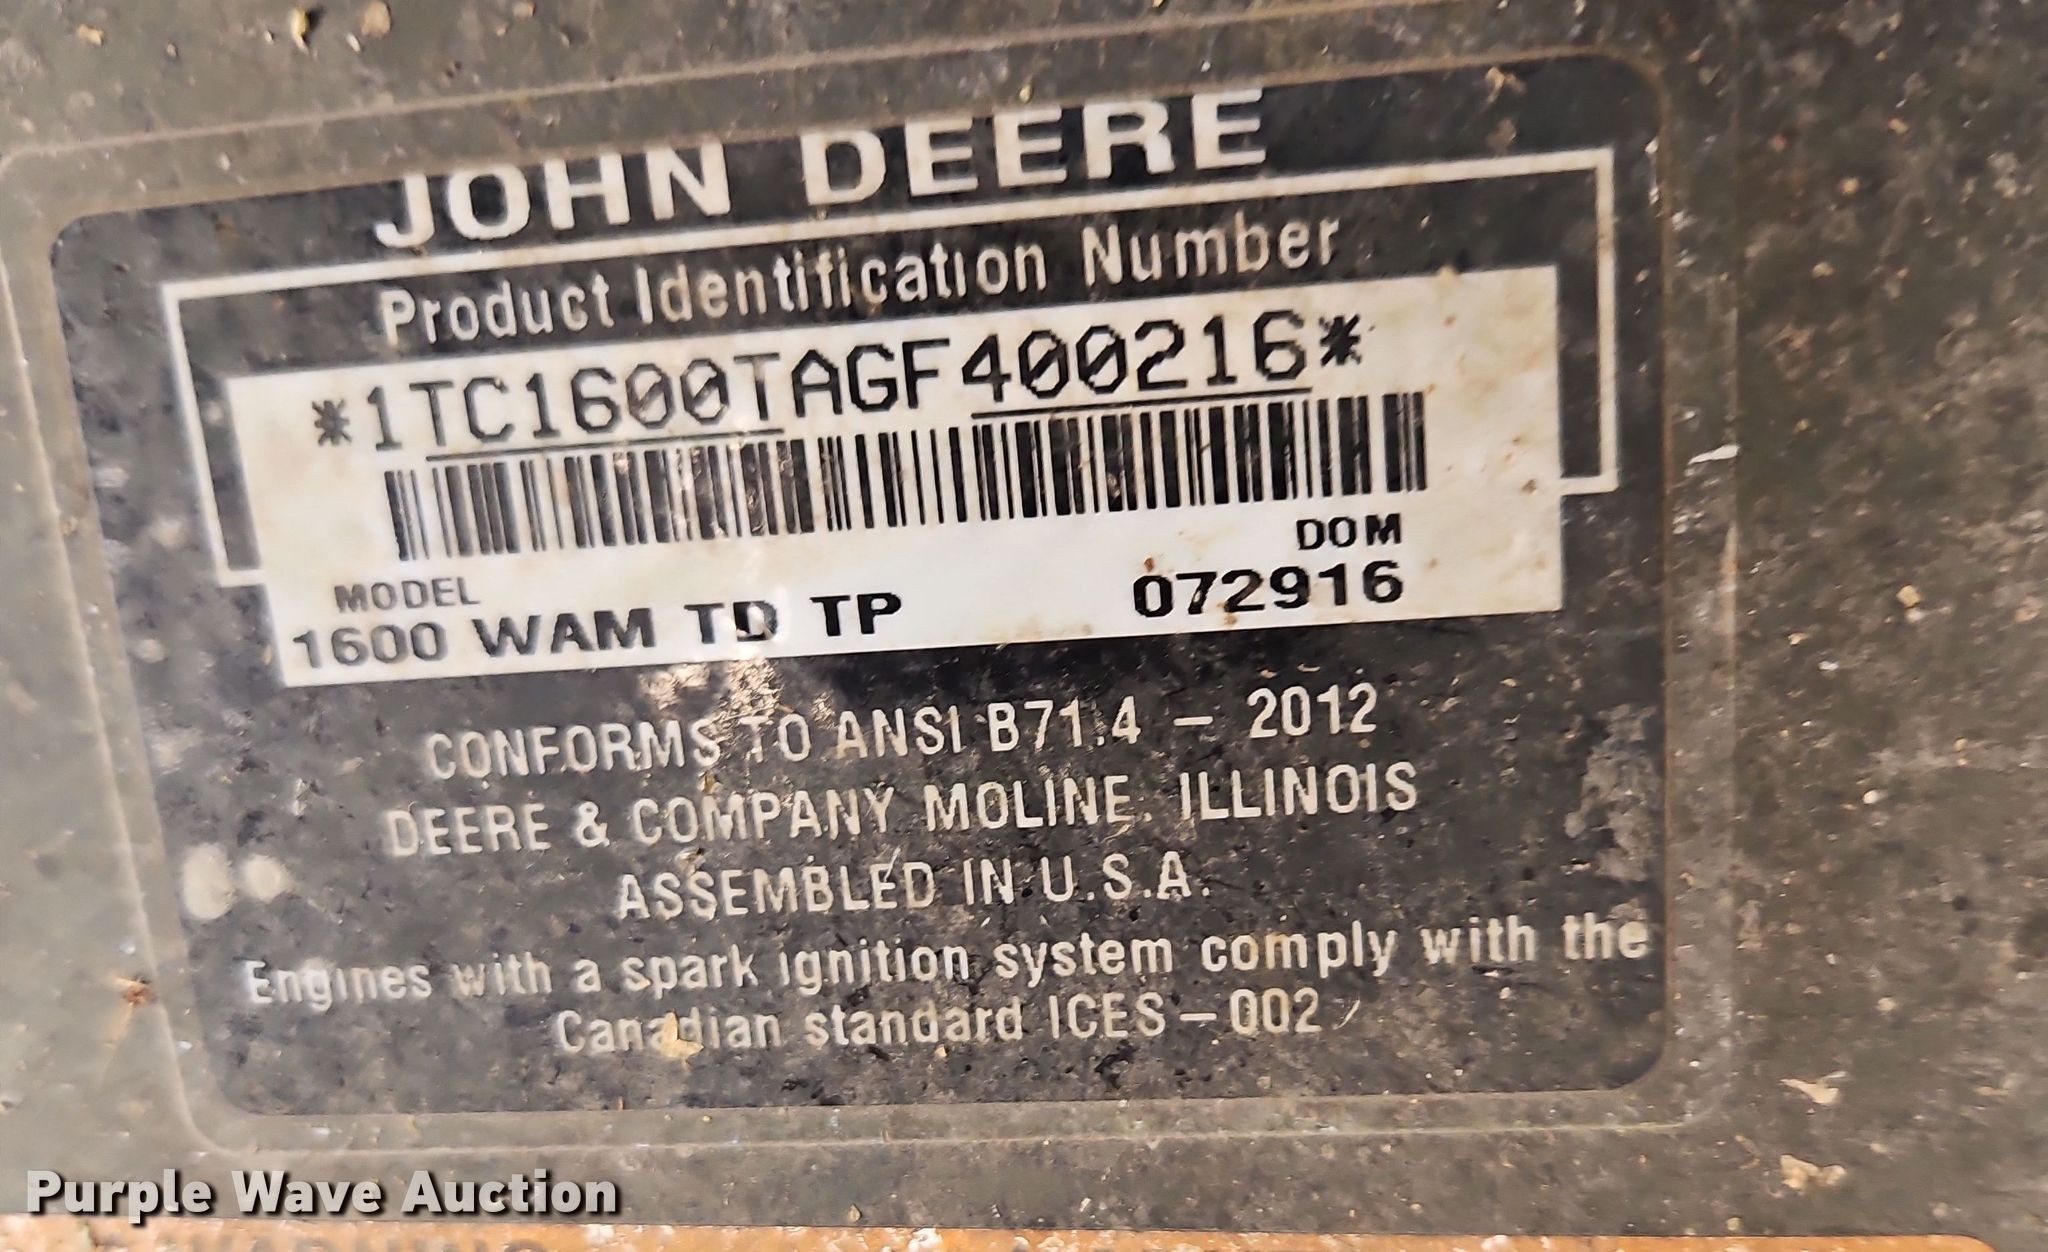 JOHN DEERE
Product Identification Number
*1TC1600TAGF400216*
DOM
MODEL
072916
1600 WAM TD TP
CONFORMS TO ANSI B71.4 - 2012
DEERE & COMPANY MOLINE, ILLINOIS
ASSEMBLED IN U.S.A.
Engines with a spark ignition system comply with the
Canadian standard ICES-002
Purple Wave Auction